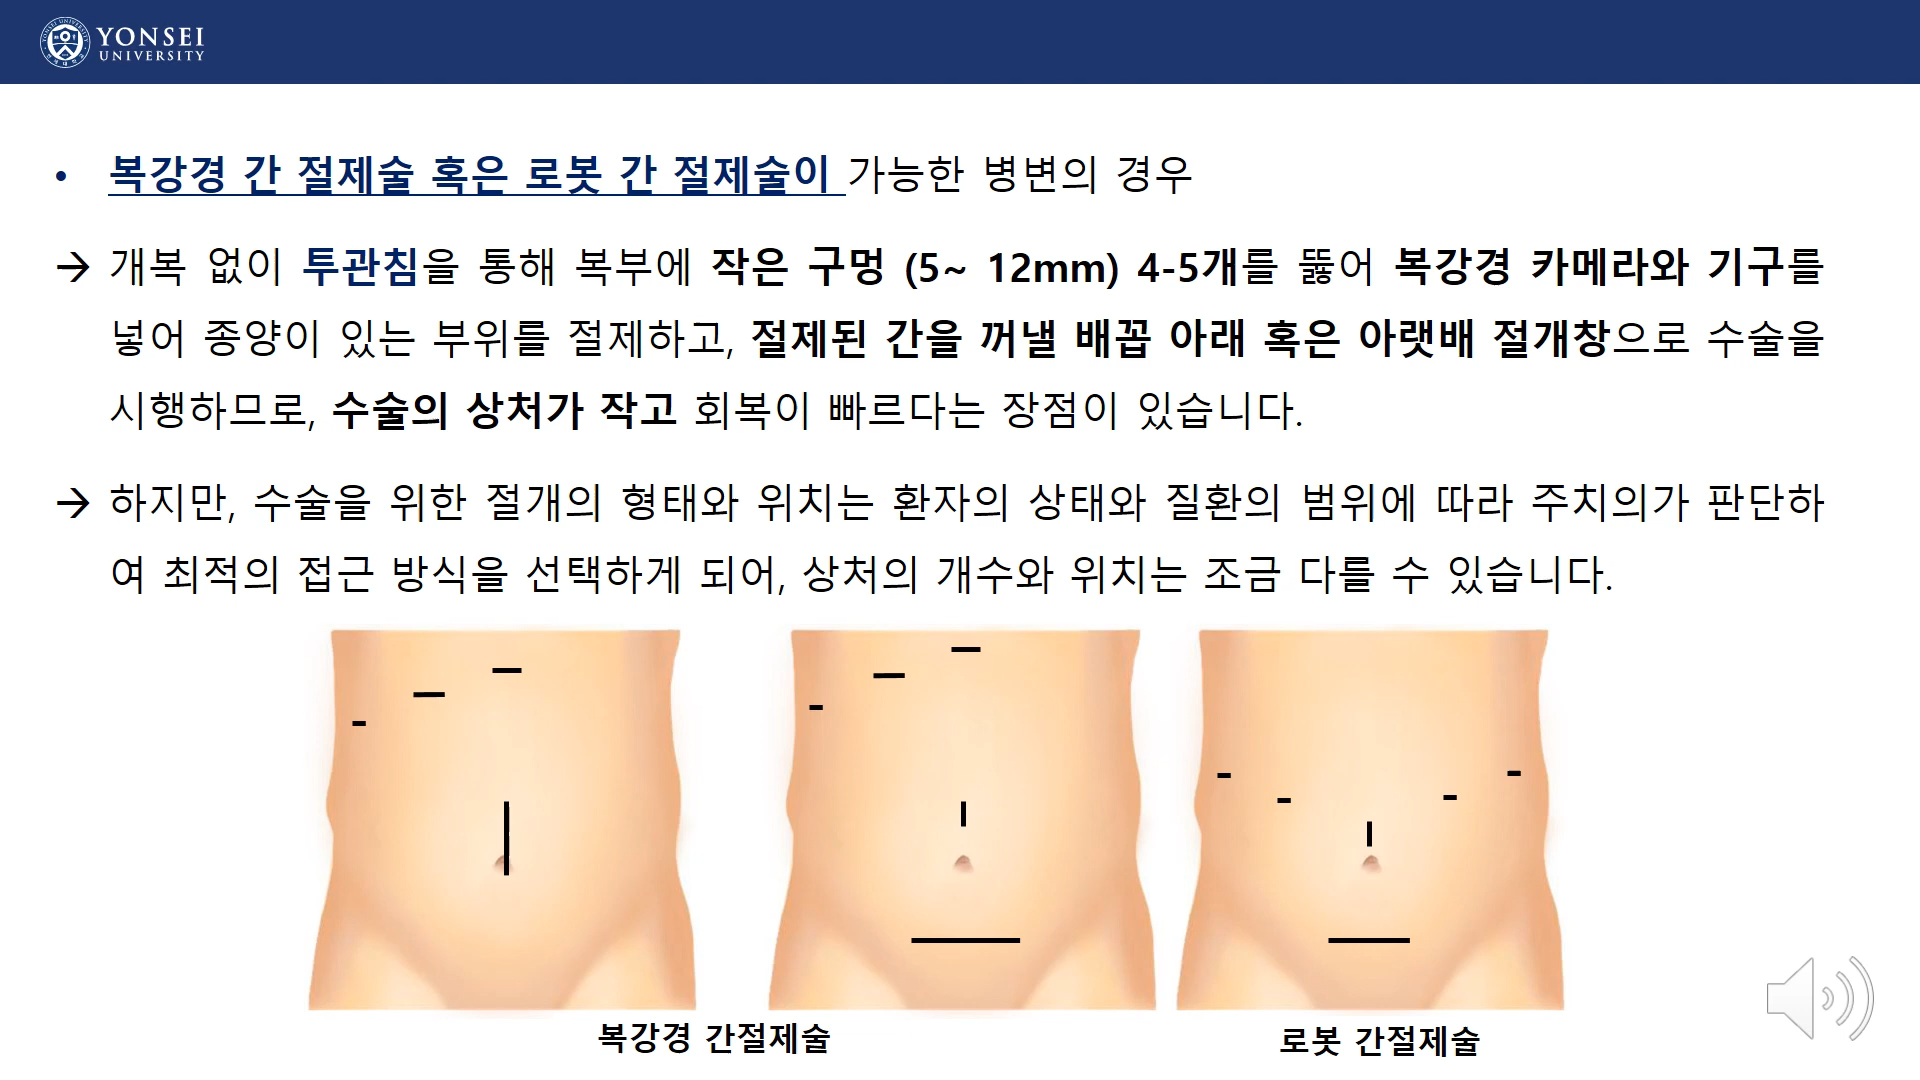 YONSEI
UNIVERSITY
• 복강경 간 절제술 혹은 로봇 간 절제술이 가능한 병변의 경우
→ 개복 없이 투관침을 통해 복부에 작은 구멍 (5~ 12mm) 4-5개를 뚫어 복강경 카메라와 기구를
넣어 종양이 있는 부위를 절제하고, 절제된 간을 꺼낼 배꼽 아래 혹은 아랫배 절개창으로 수술을
시행하므로, 수술의 상처가 작고 회복이 빠르다는 장점이 있습니다.
→ 하지만, 수술을 위한 절개의 형태와 위치는 환자의 상태와 질환의 범위에 따라 주치의가 판단하
여 최적의 접근 방식을 선택하게 되어, 상처의 개수와 위치는 조금 다를 수 있습니다.
복강경 간절제술
로봇 간절제술